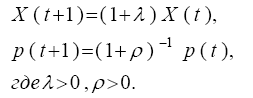 X (t+1)=(1+λ) X (t),
p (t+1)=(1+ρ)⁻¹ p (t),
где λ>0 , ρ>0.